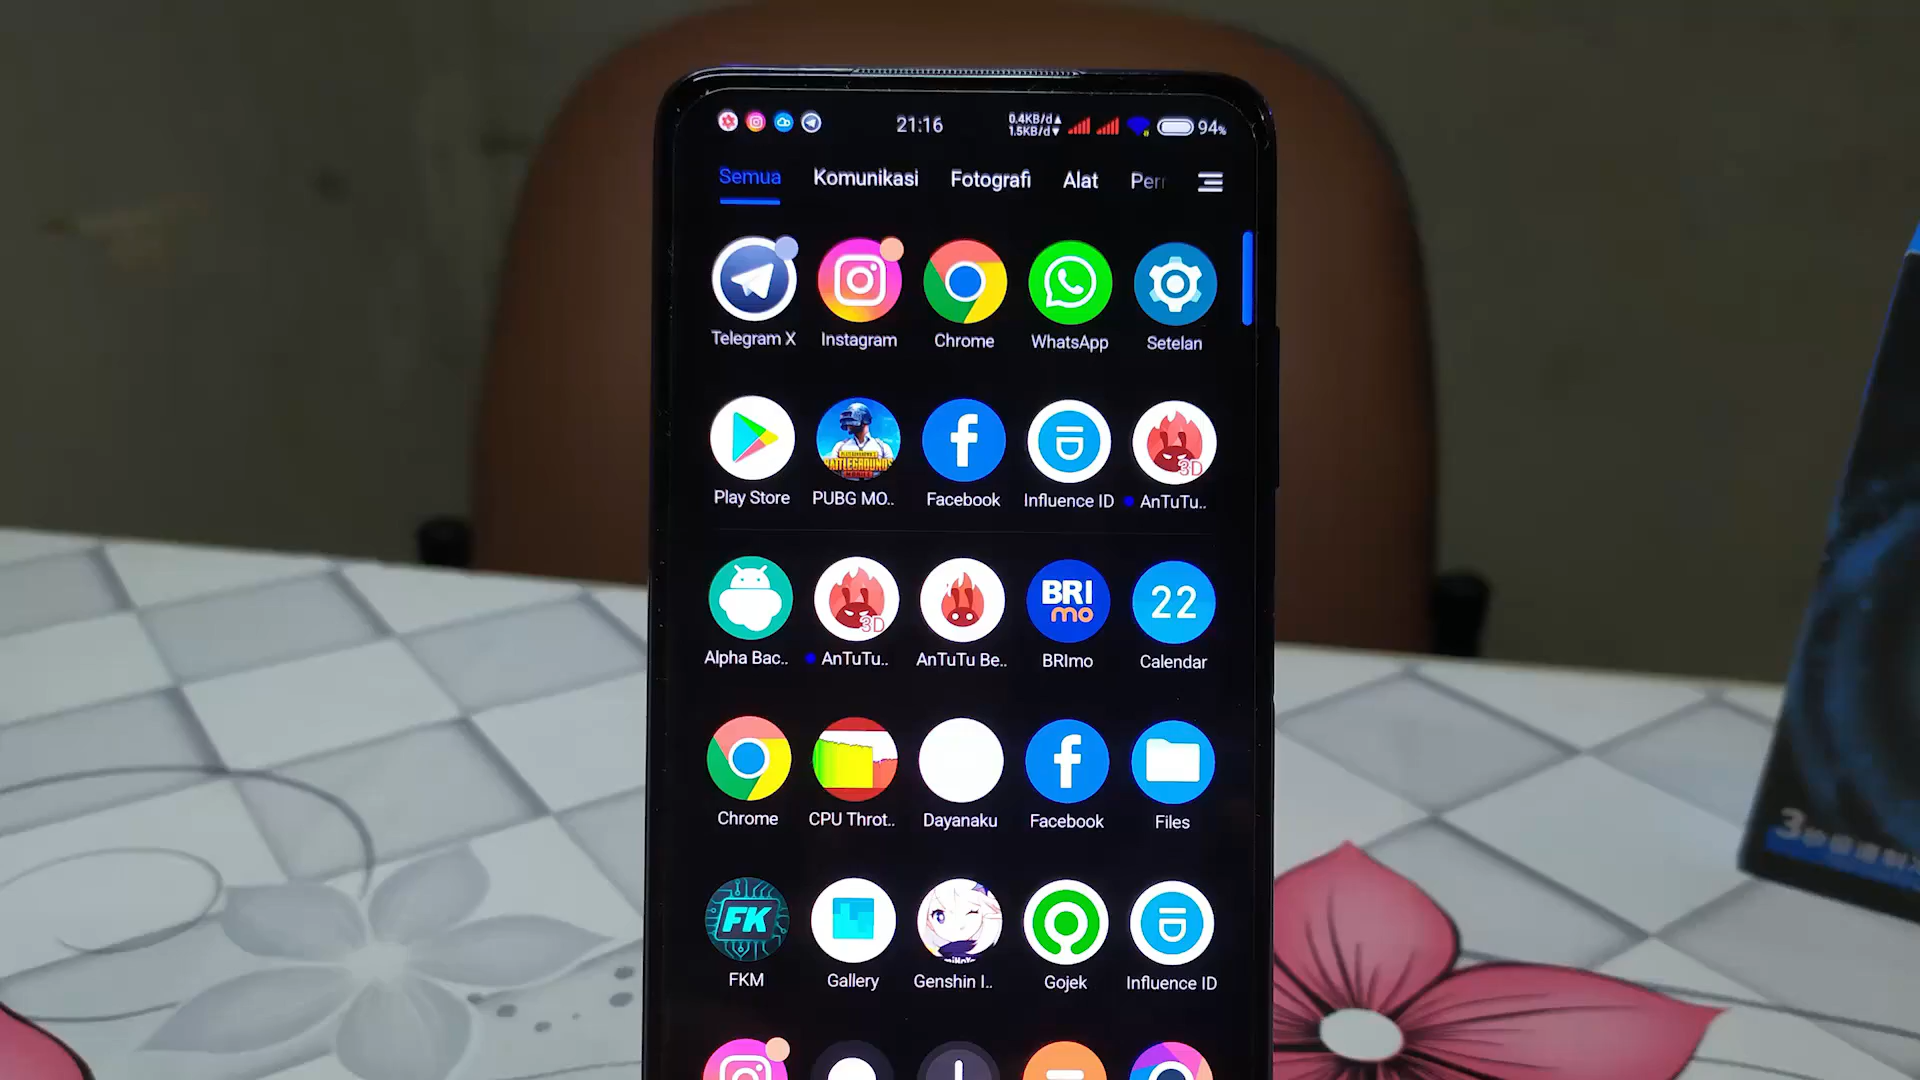 21:16
0.4KB/d
1.5KB/d
94%
Semua Komunikasi Fotografi Alat
Telegram X Instagram Chrome WhatsApp Setelan
3D
Play Store PUBG MO.. Facebook Influence ID AnTuTu..
3D BRI mo 22
Alpha Bac.. AnTuTu.. AnTuTu Be.. BRImo Calendar
Chrome CPU Throt.. Dayanaku Facebook Files
FK
FKM Gallery Genshin I.. Gojek Influence ID